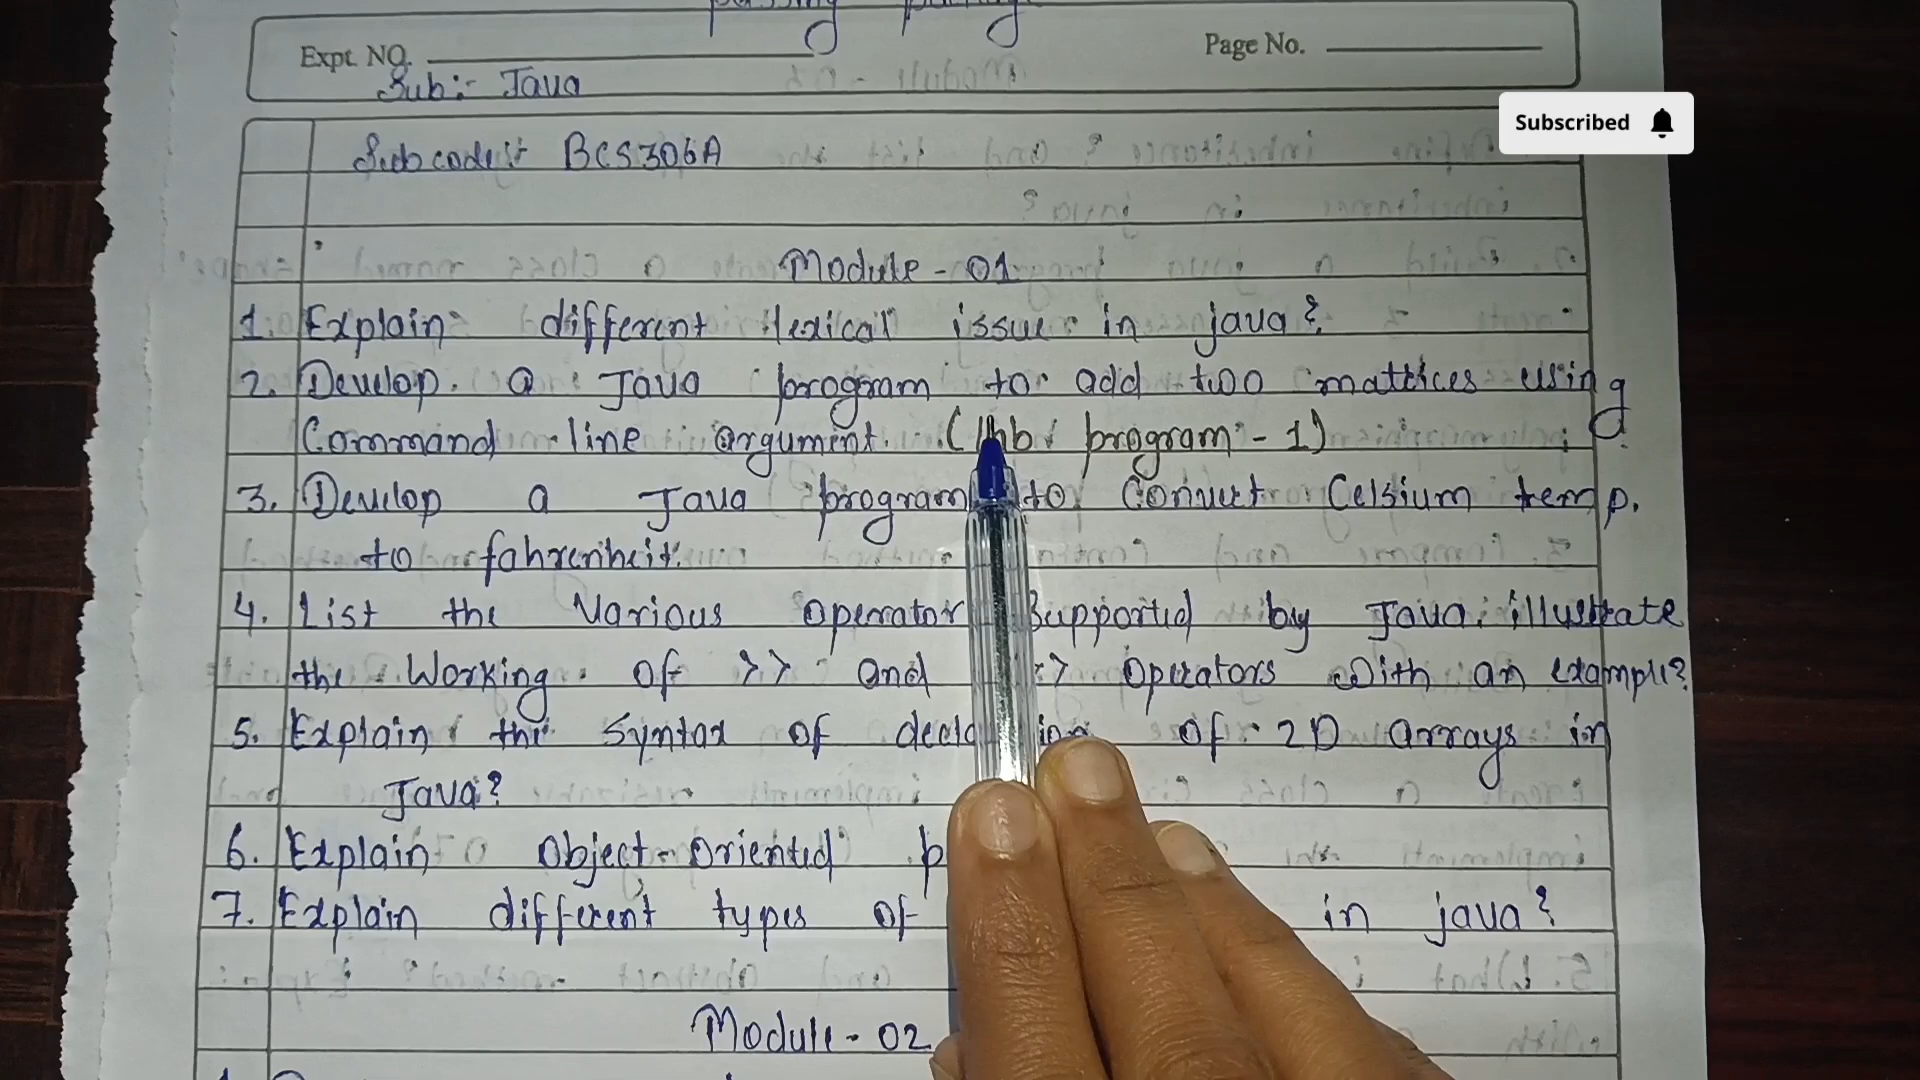 passing package
Expt. NO.
Page No.
Sub:- Java
Subscribed
Subcode:- BCS306A
Module - 01
1. Explain different lexical issue in java?
2. Develop a Java program to add two matrices using
Command line argument. (lab program - 1)
3. Develop a Java program to Convert Celsium temp.
to fahrenheit.
4. List the Various Operator Supported by Java. illustrate
the Working of >> and >> Operators With an example?
5. Explain the Syntax of declaration of 2D arrays in
Java?
6. Explain Object-Oriented
7. Explain different types of in java?
Module - 02